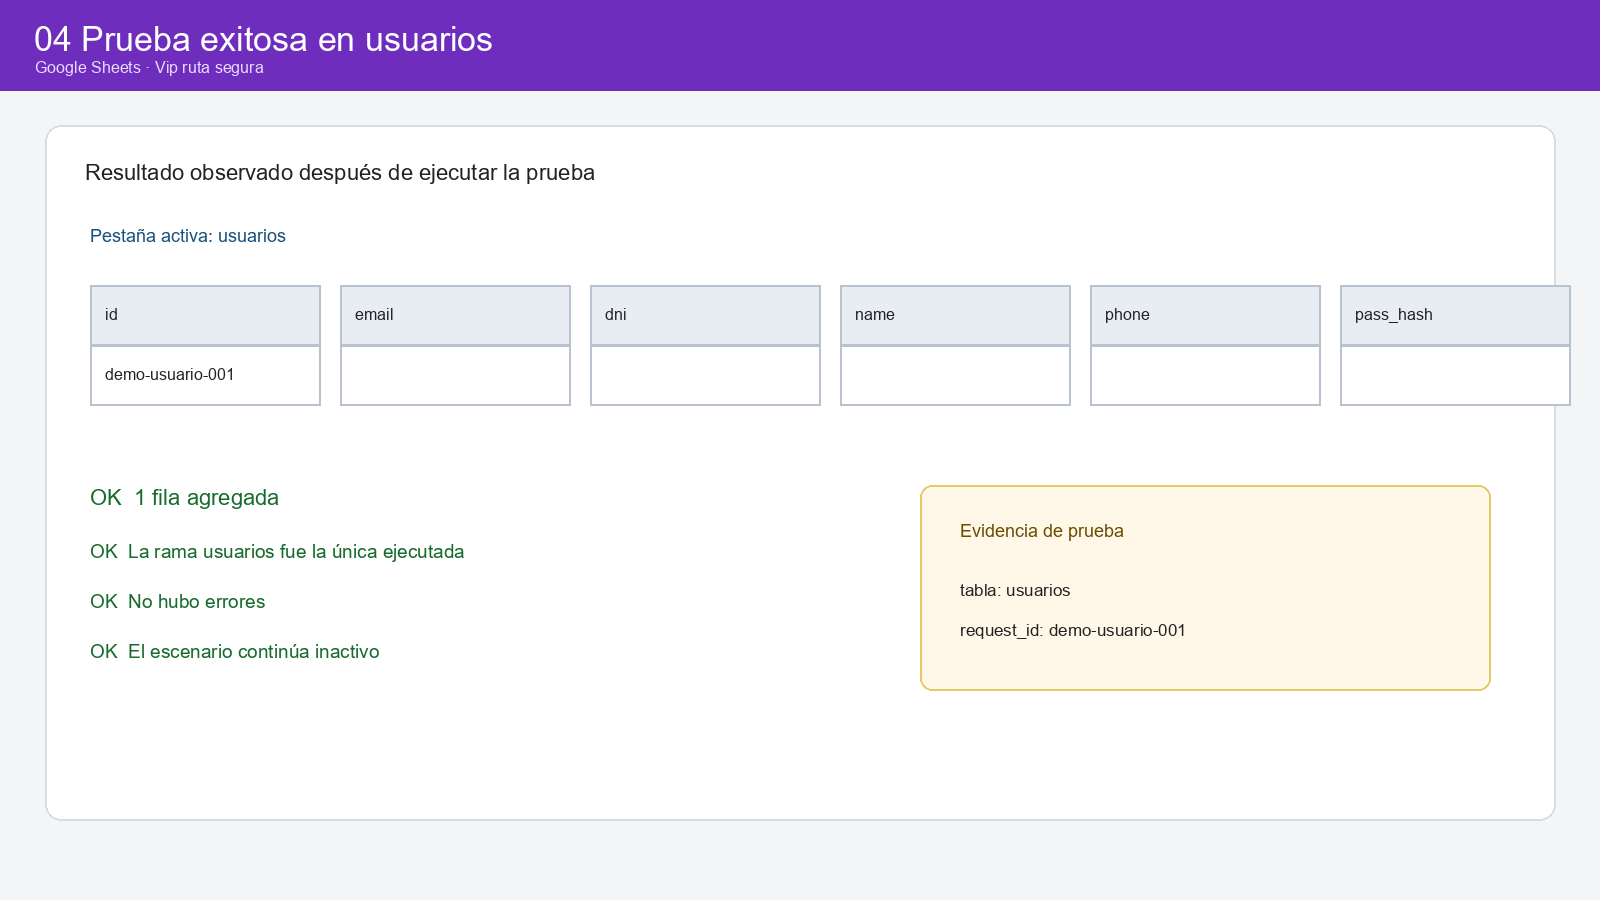 04 Prueba exitosa en usuarios
Google Sheets · Vip ruta segura
Resultado observado después de ejecutar la prueba
Pestaña activa: usuarios
id email dni name phone pass_hash
demo-usuario-001
OK 1 fila agregada
OK La rama usuarios fue la única ejecutada
OK No hubo errores
OK El escenario continúa inactivo
Evidencia de prueba
tabla: usuarios
request_id: demo-usuario-001